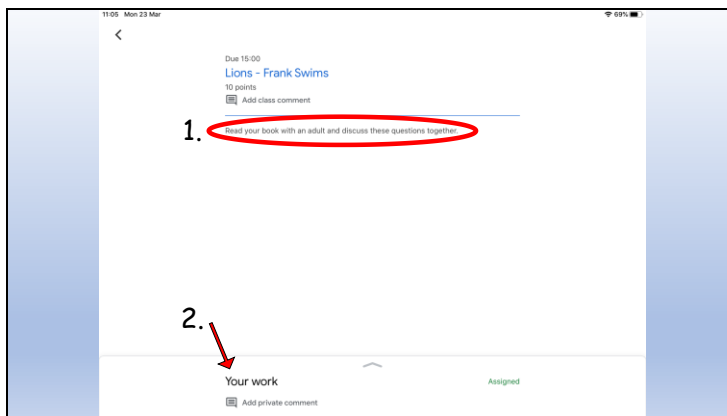 11:05 Mon 23 Mar 69%
Due 15:00
Lions - Frank Swims
10 points
Add class comment
1. Read your book with an adult and discuss these questions together.
2.
Your work Assigned
Add private comment